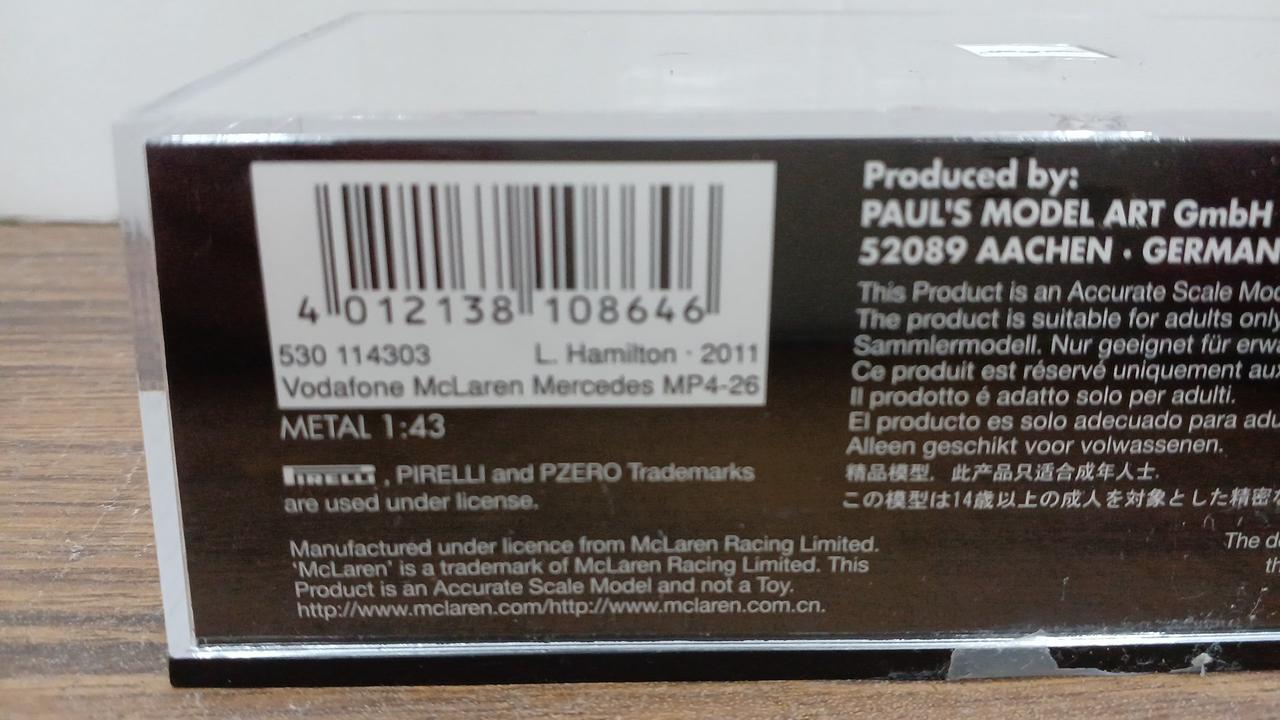 4 012138 108646
530 114303 L. Hamilton · 2011
Vodafone McLaren Mercedes MP4-26
METAL 1:43
PIRELLI, PIRELLI and PZERO Trademarks
are used under license.
Manufactured under licence from McLaren Racing Limited.
'McLaren' is a trademark of McLaren Racing Limited. This
Product is an Accurate Scale Model and not a Toy.
http://www.mclaren.com/http://www.mclaren.com.cn.
Produced by:
PAUL'S MODEL ART GmbH
52089 AACHEN · GERMAN
This Product is an Accurate Scale Mod
The product is suitable for adults only
Sammlermodell. Nur geeignet für erwa
Ce produit est réservé uniquement aux
Il prodotto é adatto solo per adulti.
El producto es solo adecuado para adu
Alleen geschikt voor volwassenen.
精品模型. 此产品只适合成年人士.
この模型は14歳以上の成人を対象とした精密な
The de
th